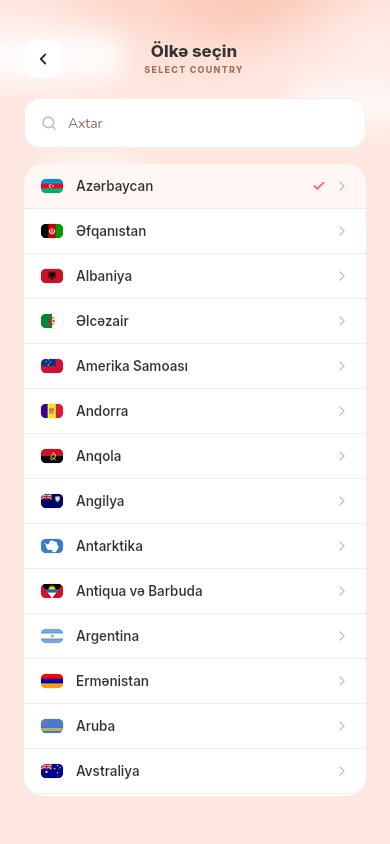 Ölkə seçin
SELECT COUNTRY
Axtar
Azərbaycan
Əfqanıstan
Albaniya
Əlcəzair
Amerika Samoası
Andorra
Anqola
Angilya
Antarktika
Antiqua və Barbuda
Argentina
Ermənistan
Aruba
Avstraliya